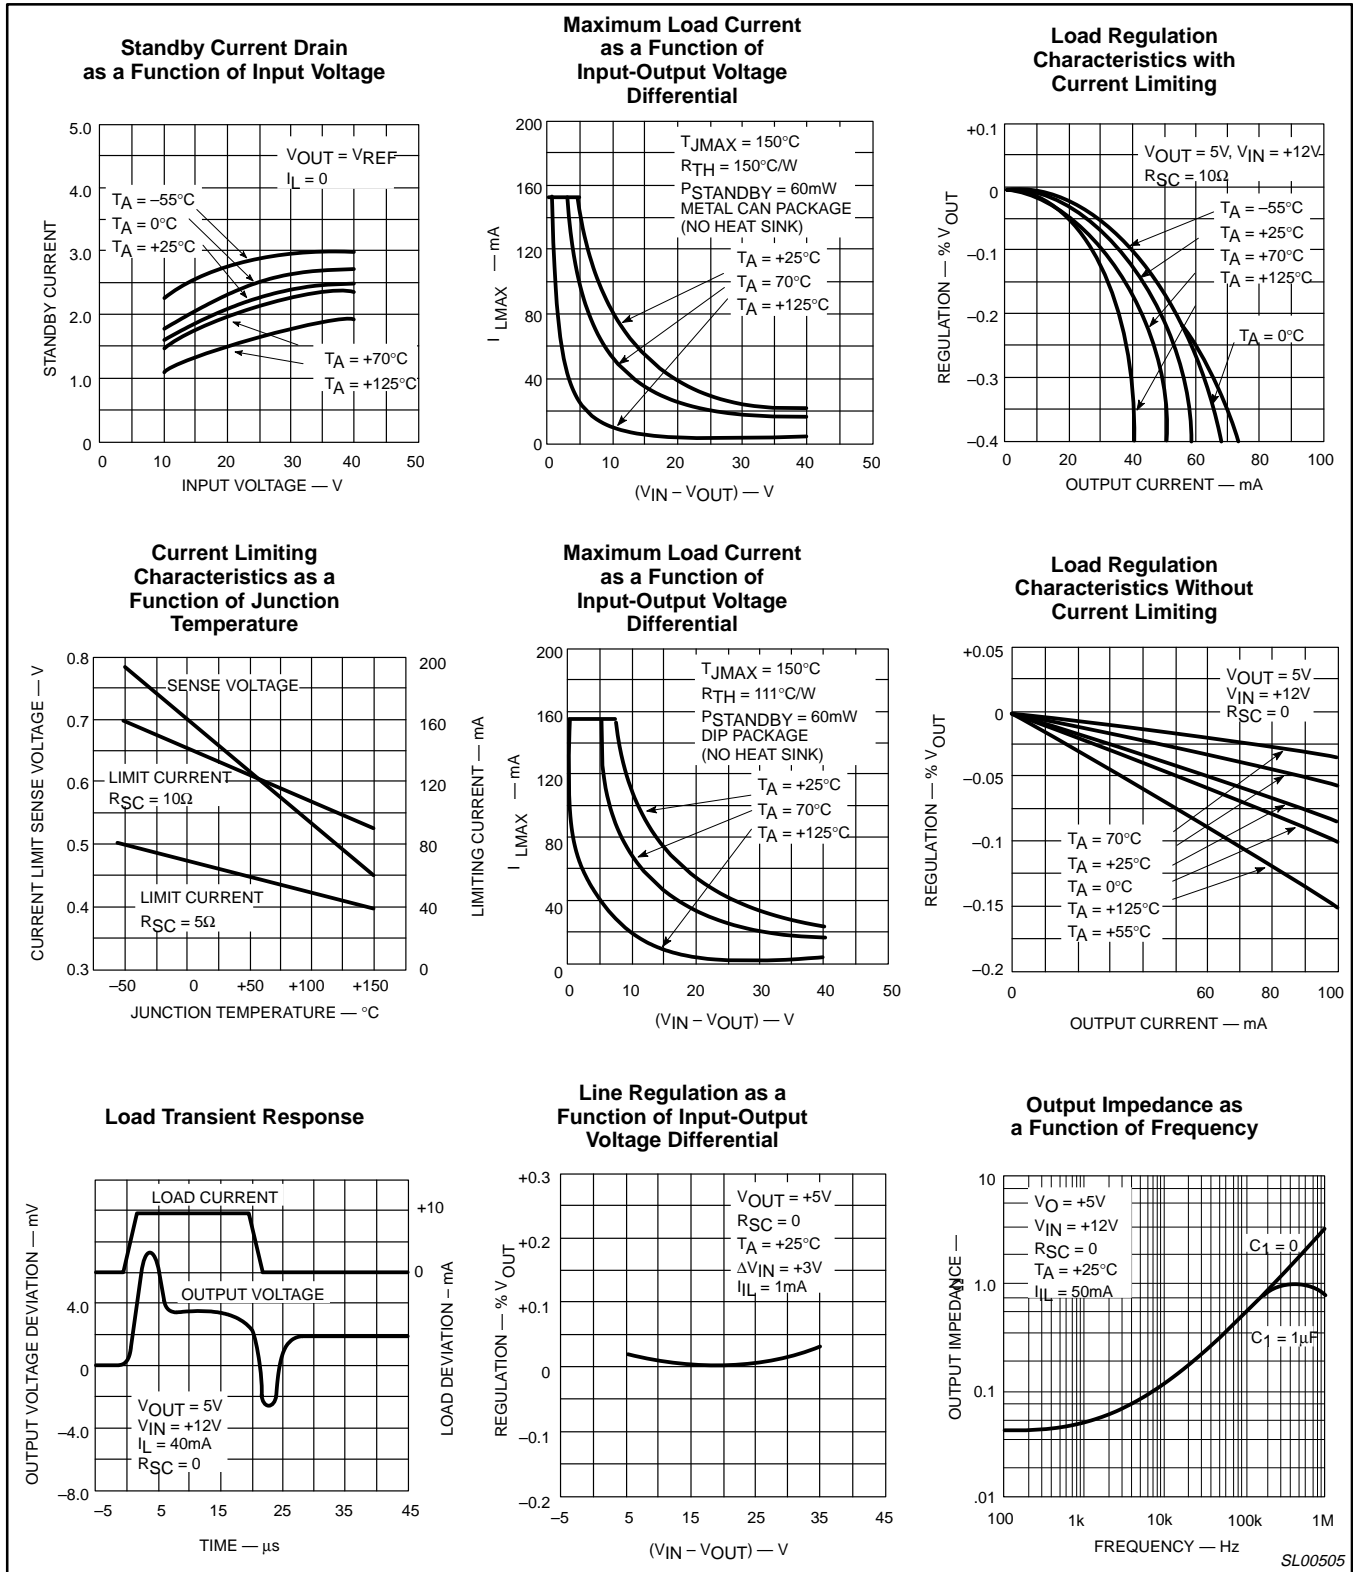 Standby Current Drain
as a Function of Input Voltage
5.0
4.0
3.0
2.0
1.0
0
STANDBY CURRENT
VOUT = VREF
IL = 0
TA = –55°C
TA = 0°C
TA = +25°C
TA = +70°C
TA = +125°C
0 10 20 30 40 50
INPUT VOLTAGE — V
Maximum Load Current
as a Function of
Input-Output Voltage
Differential
200
160
120
80
40
0
I LMAX — mA
TJMAX = 150°C
RTH = 150°C/W
PSTANDBY = 60mW
METAL CAN PACKAGE
(NO HEAT SINK)
TA = +25°C
TA = 70°C
TA = +125°C
0 10 20 30 40 50
(VIN – VOUT) — V
Load Regulation
Characteristics with
Current Limiting
+0.1
0
–0.1
–0.2
–0.3
–0.4
REGULATION — % VOUT
VOUT = 5V, VIN = +12V
RSC = 10Ω
TA = –55°C
TA = +25°C
TA = +70°C
TA = +125°C
TA = 0°C
0 20 40 60 80 100
OUTPUT CURRENT — mA
Current Limiting
Characteristics as a
Function of Junction
Temperature
0.8
0.7
0.6
0.5
0.4
0.3
CURRENT LIMIT SENSE VOLTAGE — V
SENSE VOLTAGE
LIMIT CURRENT
RSC = 10Ω
LIMIT CURRENT
RSC = 5Ω
200
160
120
80
40
0
LIMITING CURRENT — mA
–50 0 +50 +100 +150
JUNCTION TEMPERATURE — °C
Maximum Load Current
as a Function of
Input-Output Voltage
Differential
200
160
120
80
40
0
I LMAX — mA
TJMAX = 150°C
RTH = 111°C/W
PSTANDBY = 60mW
DIP PACKAGE
(NO HEAT SINK)
TA = +25°C
TA = 70°C
TA = +125°C
0 10 20 30 40 50
(VIN – VOUT) — V
Load Regulation
Characteristics Without
Current Limiting
+0.05
0
–0.05
–0.1
–0.15
–0.2
REGULATION — % VOUT
VOUT = 5V
VIN = +12V
RSC = 0
TA = 70°C
TA = +25°C
TA = 0°C
TA = +125°C
TA = +55°C
0 60 80 100
OUTPUT CURRENT — mA
Load Transient Response
4.0
0
–4.0
–8.0
OUTPUT VOLTAGE DEVIATION — mV
LOAD CURRENT
OUTPUT VOLTAGE
VOUT = 5V
VIN = +12V
IL = 40mA
RSC = 0
+10
0
LOAD DEVIATION – mA
–5 5 15 25 35 45
TIME — μs
Line Regulation as a
Function of Input-Output
Voltage Differential
+0.3
+0.2
+0.1
0
–0.1
–0.2
REGULATION — % VOUT
VOUT = +5V
RSC = 0
TA = +25°C
ΔVIN = +3V
IIL = 1mA
–5 5 15 25 35 45
(VIN – VOUT) — V
Output Impedance as
a Function of Frequency
10
1.0
0.1
.01
OUTPUT IMPEDANCE — Ω
VO = +5V
VIN = +12V
RSC = 0
TA = +25°C
IIL = 50mA
C1 = 0
C1 = 1μF
100 1k 10k 100k 1M
FREQUENCY — Hz
SL00505